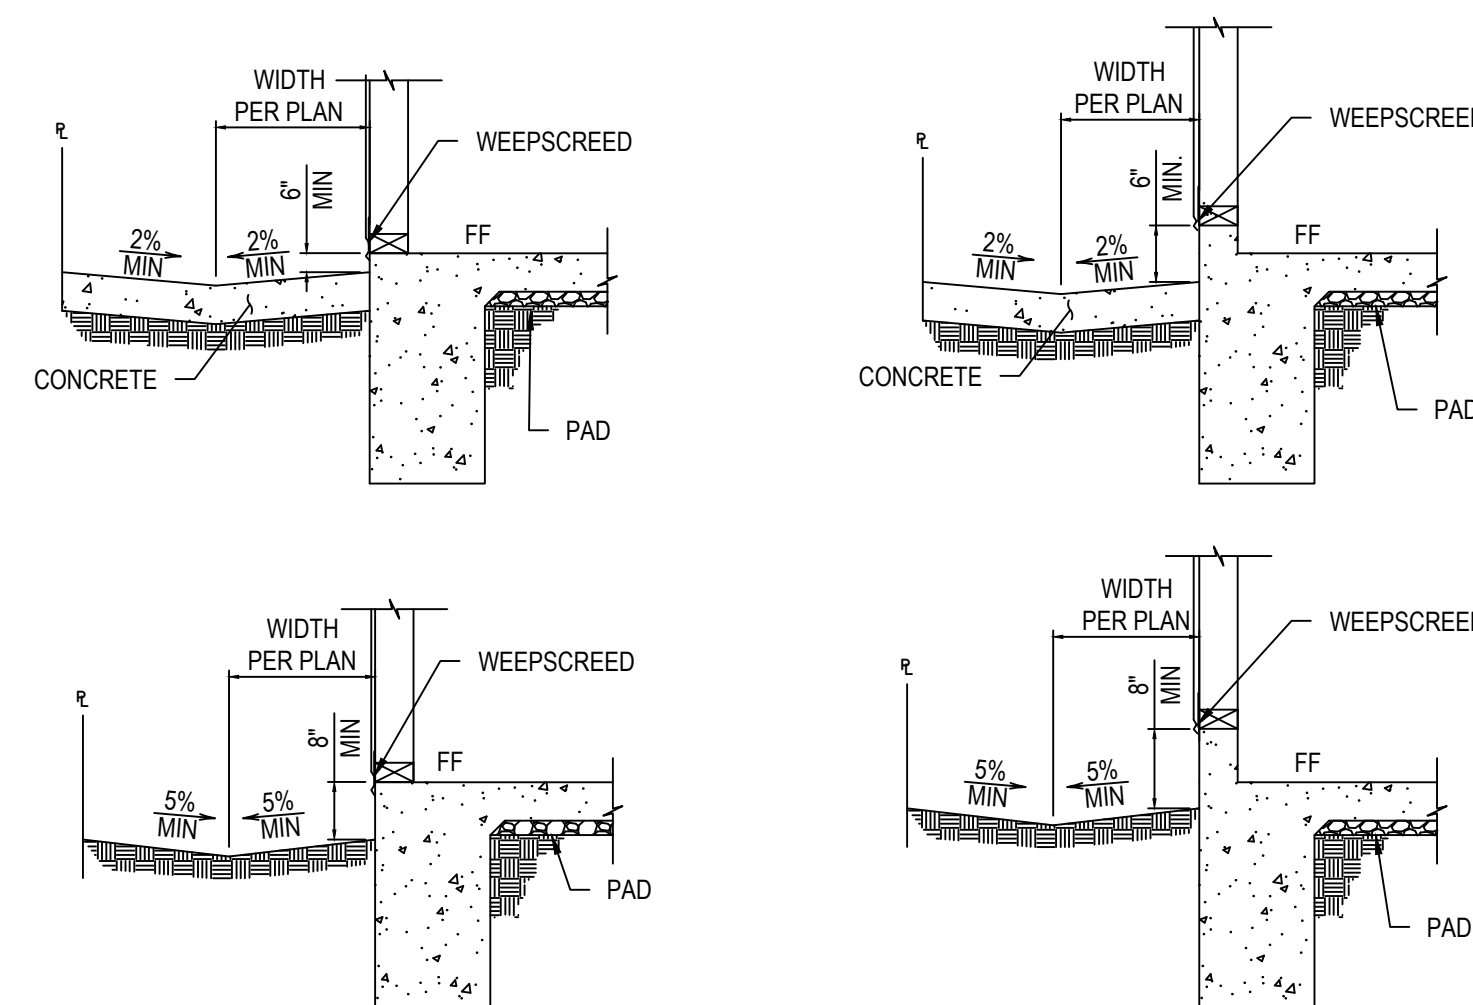 WIDTH
PER PLAN
℄
WEEPSCREED
6"
MIN
2%
MIN
2%
MIN
FF
CONCRETE
PAD
WIDTH
PER PLAN
℄
WEEPSCREE
6"
MIN.
2%
MIN
2%
MIN
FF
CONCRETE
PAD
WIDTH
PER PLAN
℄
WEEPSCREED
8"
MIN
5%
MIN
5%
MIN
FF
PAD
WIDTH
PER PLAN
℄
WEEPSCREE
8"
MIN
5%
MIN
5%
MIN
FF
PAD